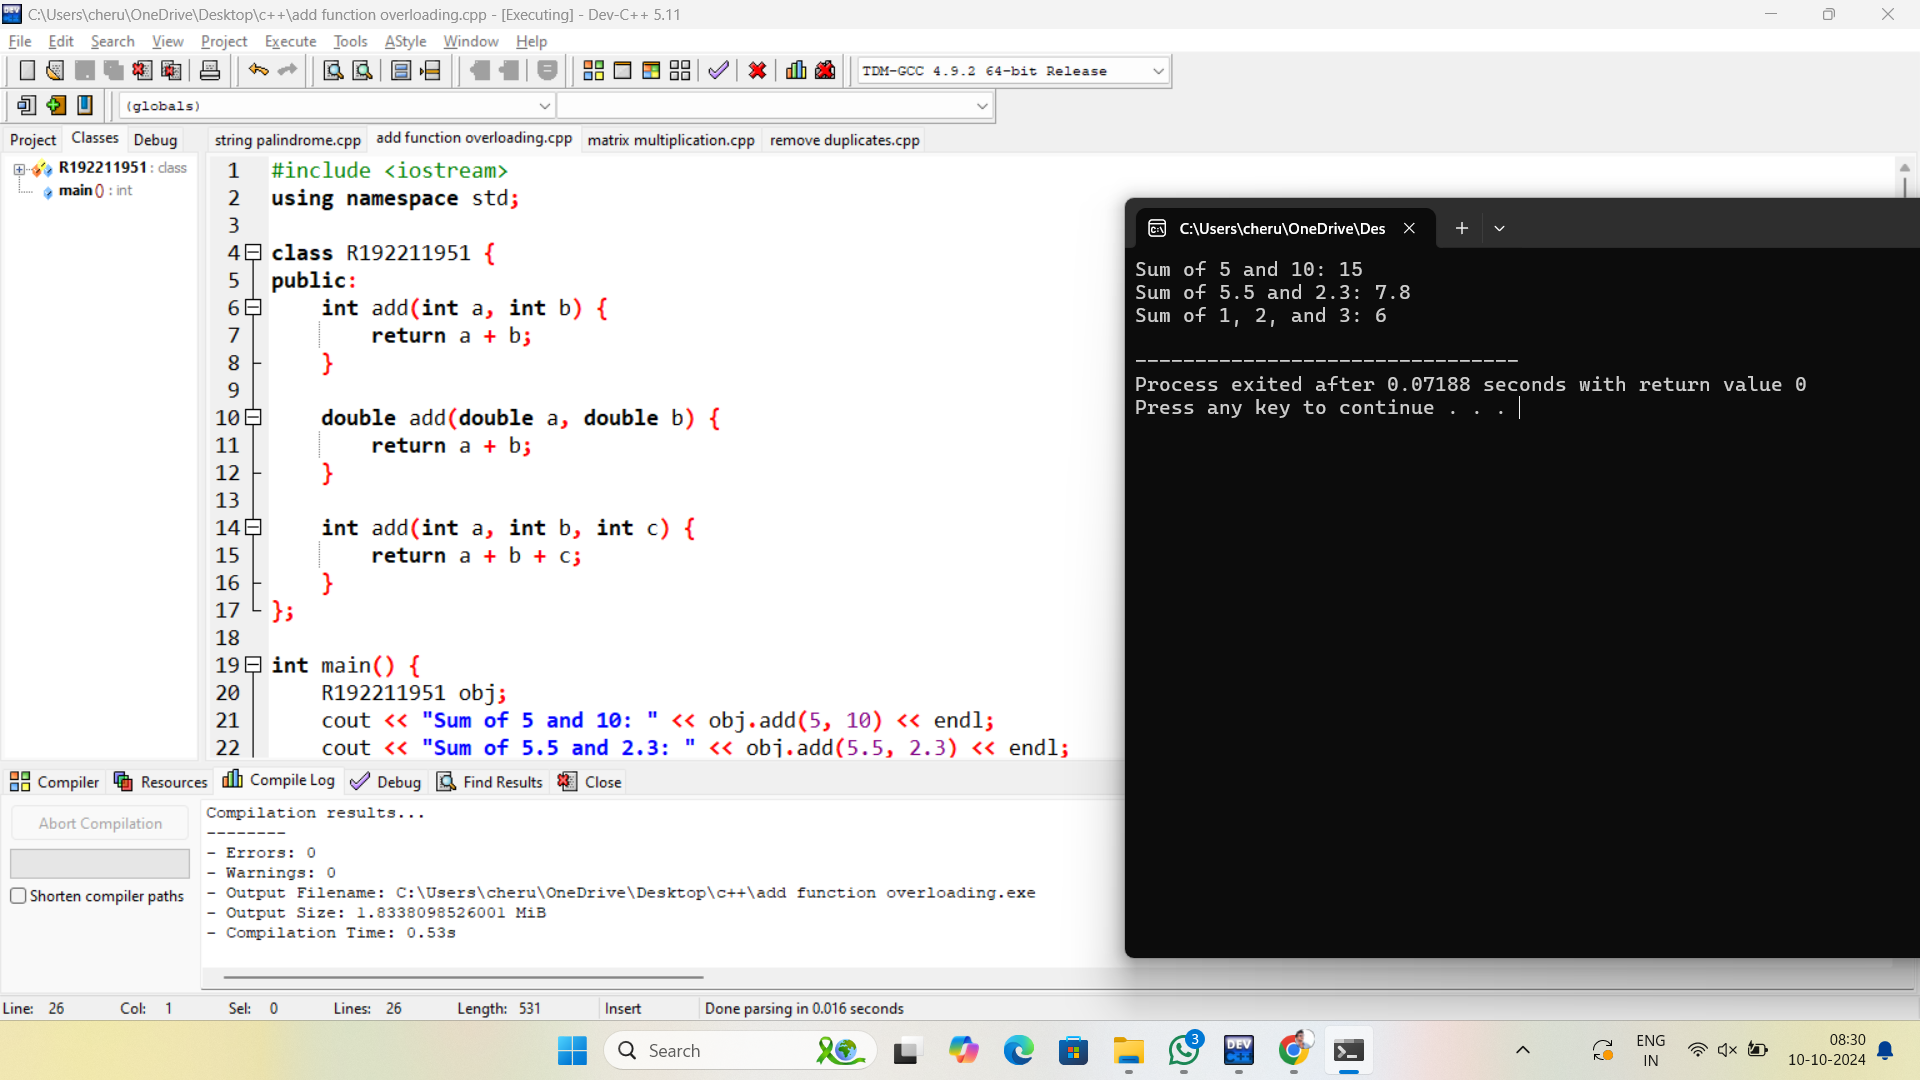 C:\Users\cheru\OneDrive\Desktop\c++\add function overloading.cpp - [Executing] - Dev-C++ 5.11
File Edit Search View Project Execute Tools AStyle Window Help
TDM-GCC 4.9.2 64-bit Release
(globals)
Project Classes Debug
string palindrome.cpp add function overloading.cpp matrix multiplication.cpp remove duplicates.cpp
R192211951 : class
main () : int
1 #include <iostream>
2 using namespace std;
3
4 class R192211951 {
5 public:
6 int add(int a, int b) {
7 return a + b;
8 }
9
10 double add(double a, double b) {
11 return a + b;
12 }
13
14 int add(int a, int b, int c) {
15 return a + b + c;
16 }
17 };
18
19 int main() {
20 R192211951 obj;
21 cout << "Sum of 5 and 10: " << obj.add(5, 10) << endl;
22 cout << "Sum of 5.5 and 2.3: " << obj.add(5.5, 2.3) << endl;
C:\Users\cheru\OneDrive\Des
Sum of 5 and 10: 15
Sum of 5.5 and 2.3: 7.8
Sum of 1, 2, and 3: 6
--------------------------------
Process exited after 0.07188 seconds with return value 0
Press any key to continue . . .
Compiler Resources Compile Log Debug Find Results Close
Abort Compilation
Shorten compiler paths
Compilation results...
--------
- Errors: 0
- Warnings: 0
- Output Filename: C:\Users\cheru\OneDrive\Desktop\c++\add function overloading.exe
- Output Size: 1.8338098526001 MiB
- Compilation Time: 0.53s
Line: 26 Col: 1 Sel: 0 Lines: 26 Length: 531 Insert Done parsing in 0.016 seconds
Search
3
DEV
ENG
IN
08:30
10-10-2024